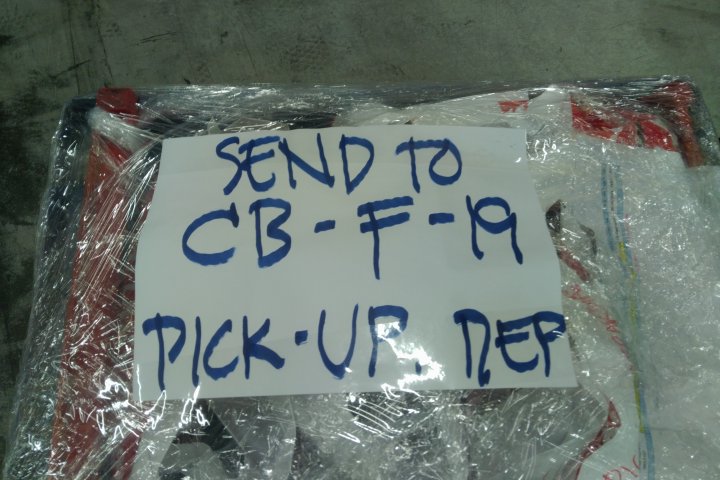 SEND TO
CB-F-19
PICK-UP. DEP